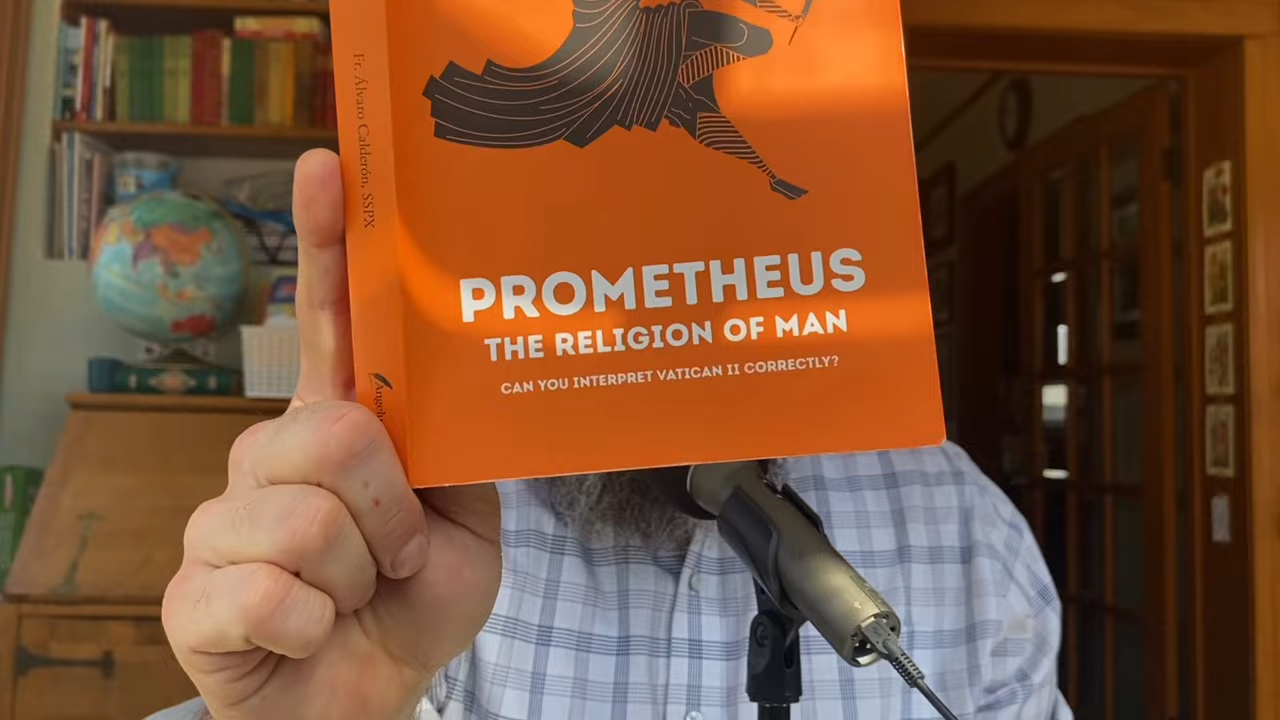 Fr. Álvaro Calderón, SSPX
PROMETHEUS
THE RELIGION OF MAN
CAN YOU INTERPRET VATICAN II CORRECTLY?